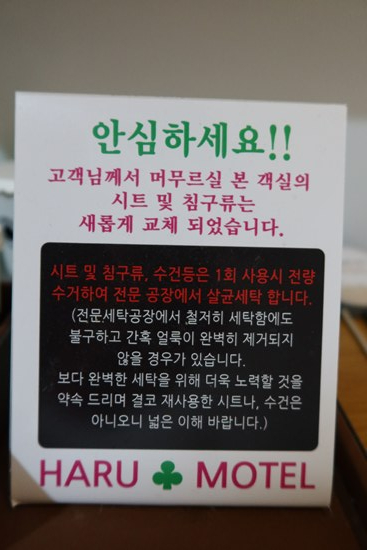 안심하세요!!
고객님께서 머무르실 본 객실의
시트 및 침구류는
새롭게 교체 되었습니다.
시트 및 침구류, 수건등은 1회 사용시 전량
수거하여 전문 공장에서 살균세탁 합니다.
(전문세탁공장에서 철저히 세탁함에도
불구하고 간혹 얼룩이 완벽히 제거되지
않을 경우가 있습니다.
보다 완벽한 세탁을 위해 더욱 노력할 것을
약속 드리며 결코 재사용한 시트나, 수건은
아니오니 넓은 이해 바랍니다.)
HARU MOTEL